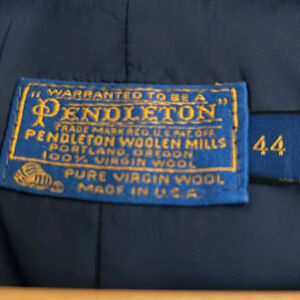 "WARRANTED TO BE A
PENDLETON"
TRADE MARK REG. U.S. PAT. OFF.
PENDLETON WOOLEN MILLS
PORTLAND, OREGON
100% VIRGIN WOOL
PURE VIRGIN WOOL
MADE IN U.S.A.
44